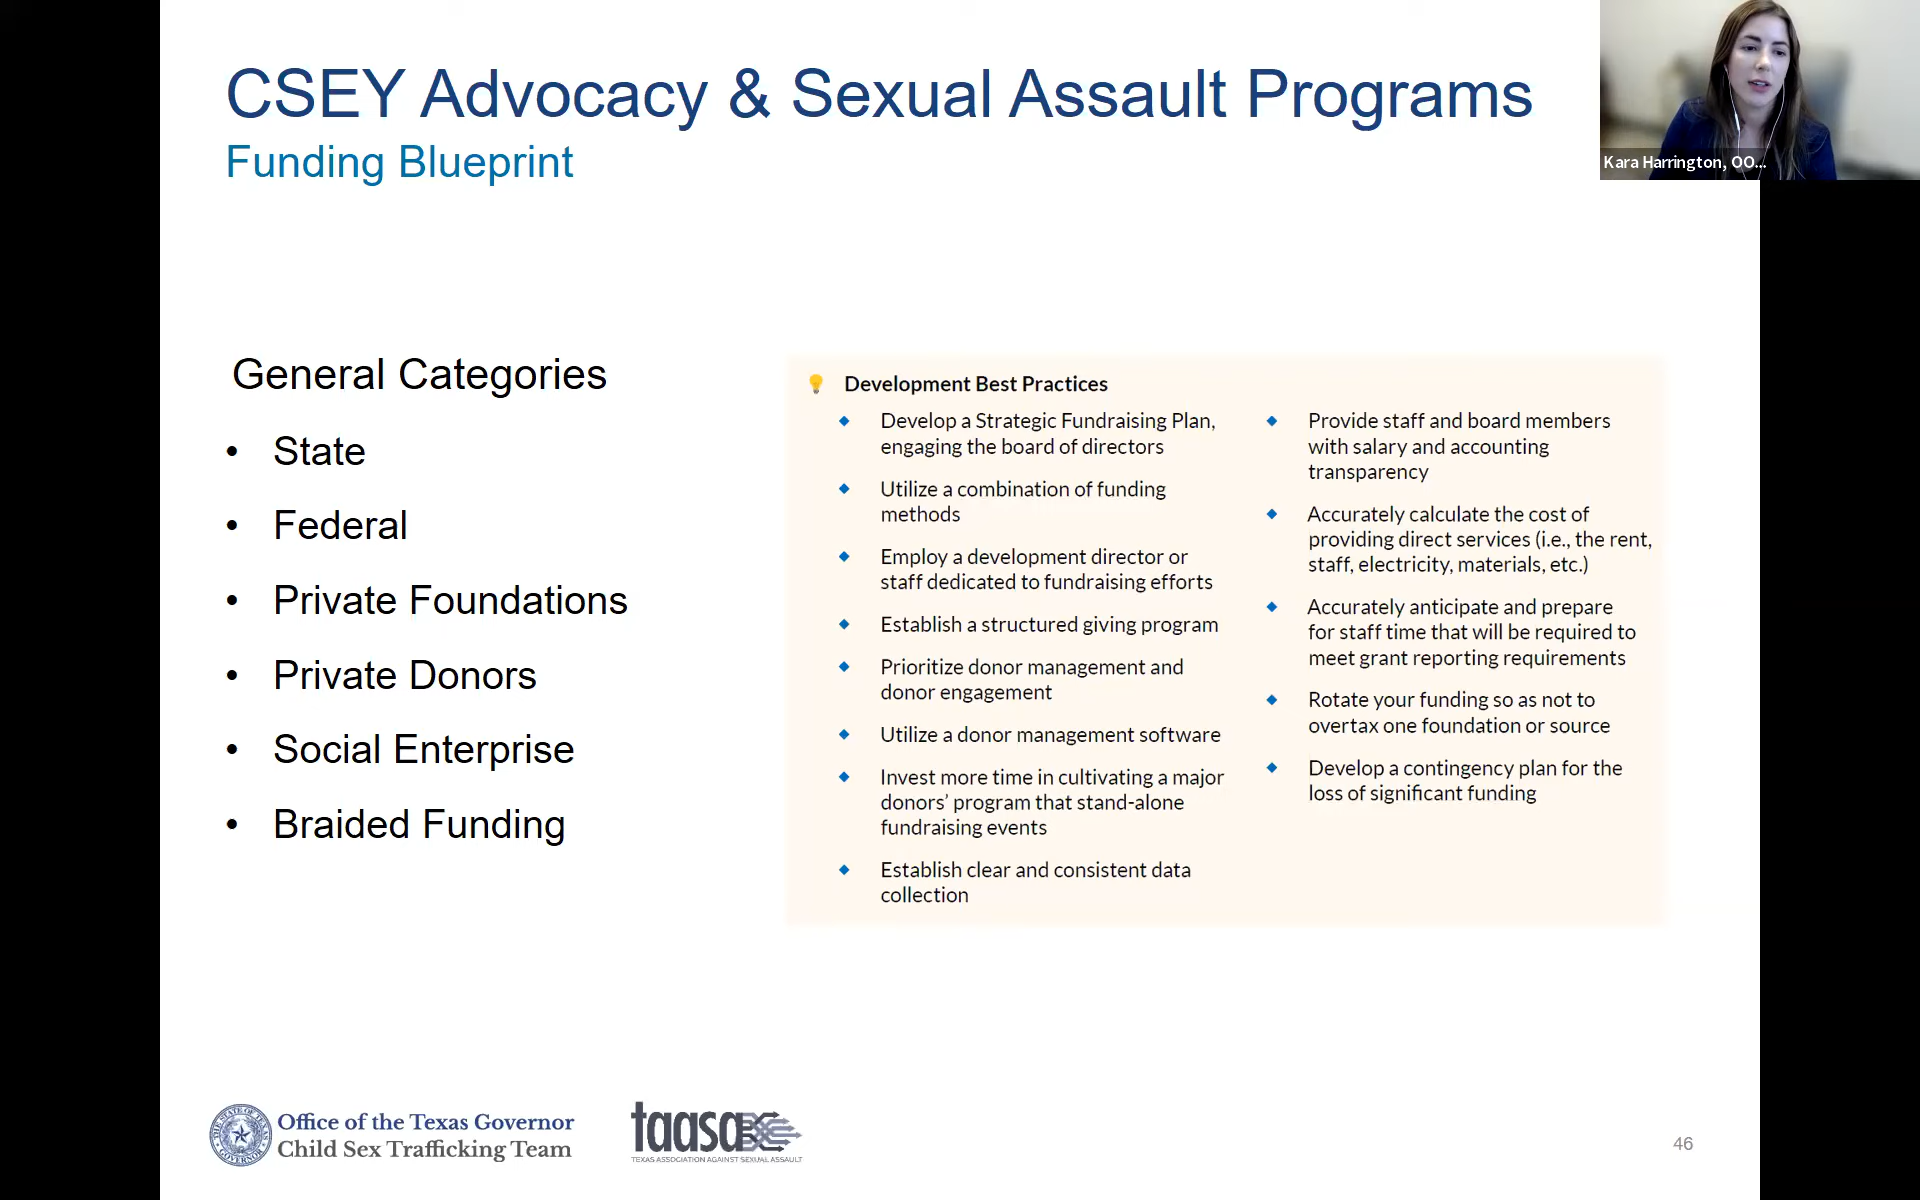 CSEY Advocacy & Sexual Assault Programs
Funding Blueprint
Kara Harrington, OO...
General Categories
• State
• Federal
• Private Foundations
• Private Donors
• Social Enterprise
• Braided Funding
Development Best Practices
Develop a Strategic Fundraising Plan,
engaging the board of directors
Utilize a combination of funding
methods
Employ a development director or
staff dedicated to fundraising efforts
Establish a structured giving program
Prioritize donor management and
donor engagement
Utilize a donor management software
Invest more time in cultivating a major
donors’ program that stand-alone
fundraising events
Establish clear and consistent data
collection
Provide staff and board members
with salary and accounting
transparency
Accurately calculate the cost of
providing direct services (i.e., the rent,
staff, electricity, materials, etc.)
Accurately anticipate and prepare
for staff time that will be required to
meet grant reporting requirements
Rotate your funding so as not to
overtax one foundation or source
Develop a contingency plan for the
loss of significant funding
Office of the Texas Governor
Child Sex Trafficking Team
taasa
TEXAS ASSOCIATION AGAINST SEXUAL ASSAULT
46